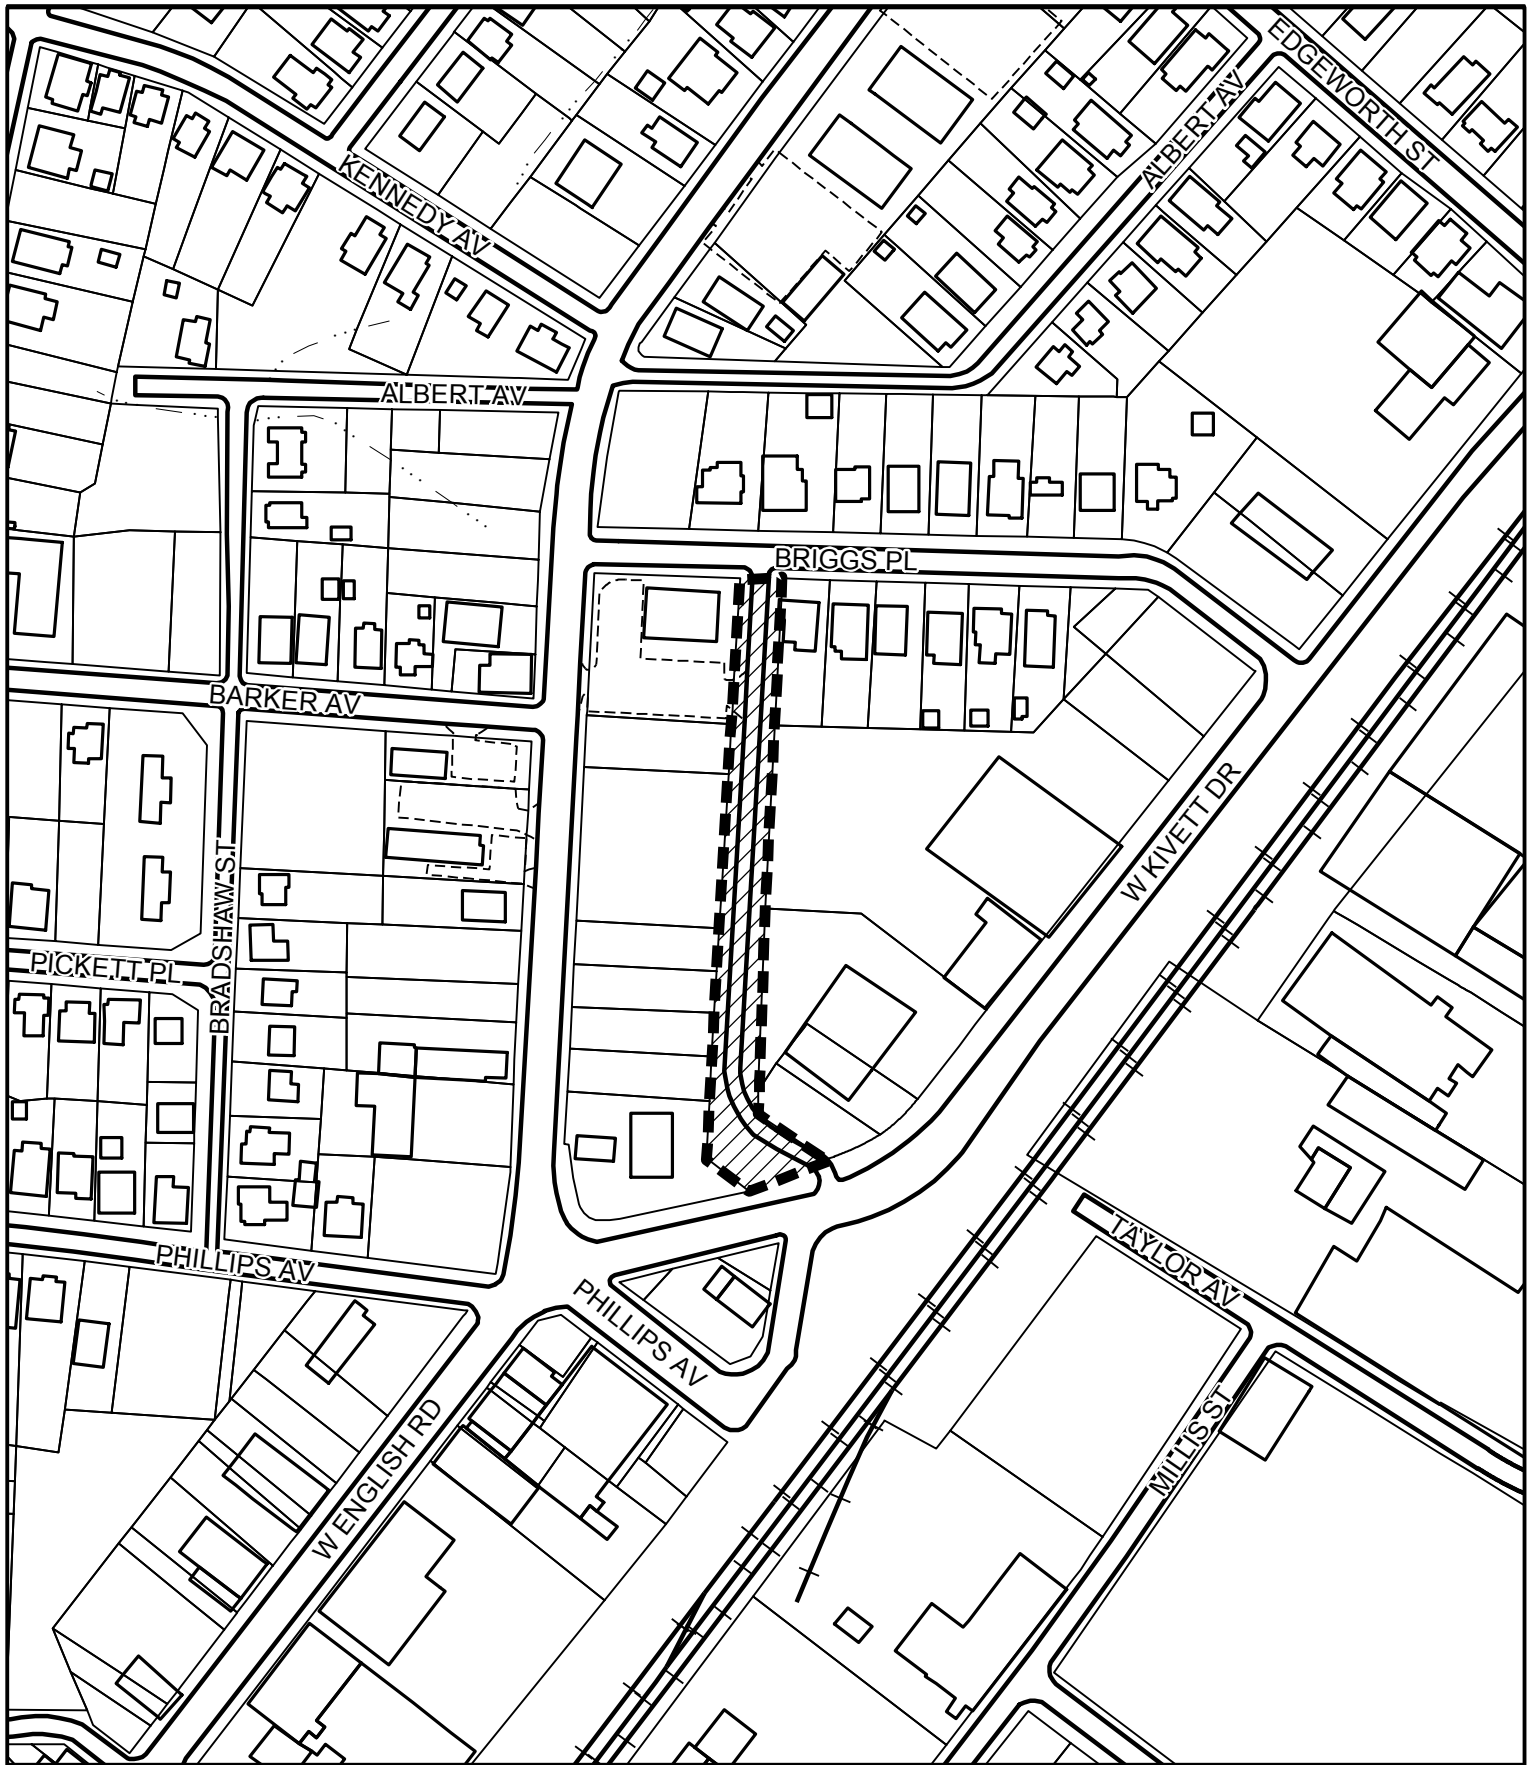 EDGEWORTH ST
ALBERT AV
KENNEDY AV
ALBERT AV
BRIGGS PL
BARKER AV
W KIVETT DR
BRADSHAW ST
PICKETT PL
TAYLOR AV
PHILLIPS AV
PHILLIPS AV
MILLIS ST
W ENGLISH RD